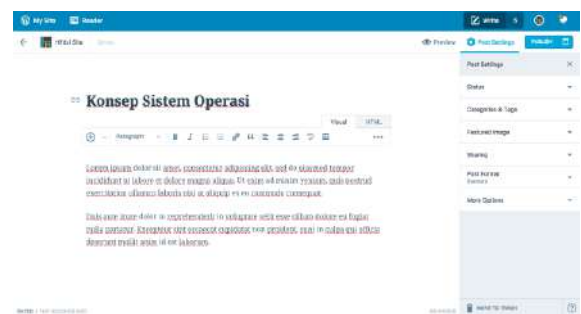 My Site Reader Write
Html Site
Preview Post Settings PUBLISH
Post Settings
Status
Categories & Tags
Featured Image
Sharing
Post Format
More Options
Konsep Sistem Operasi
Visual HTML
Paragraph B I
Lorem ipsum dolor sit amet, consectetur adipisicing elit, sed do eiusmod tempor
incididunt ut labore et dolore magna aliqua. Ut enim ad minim veniam, quis nostrud
exercitation ullamco laboris nisi ut aliquip ex ea commodo consequat.
Duis aute irure dolor in reprehenderit in voluptate velit esse cillum dolore eu fugiat
nulla pariatur. Excepteur sint occaecat cupidatat non proident, sunt in culpa qui officia
deserunt mollit anim id est laborum.
MOVE TO TRASH